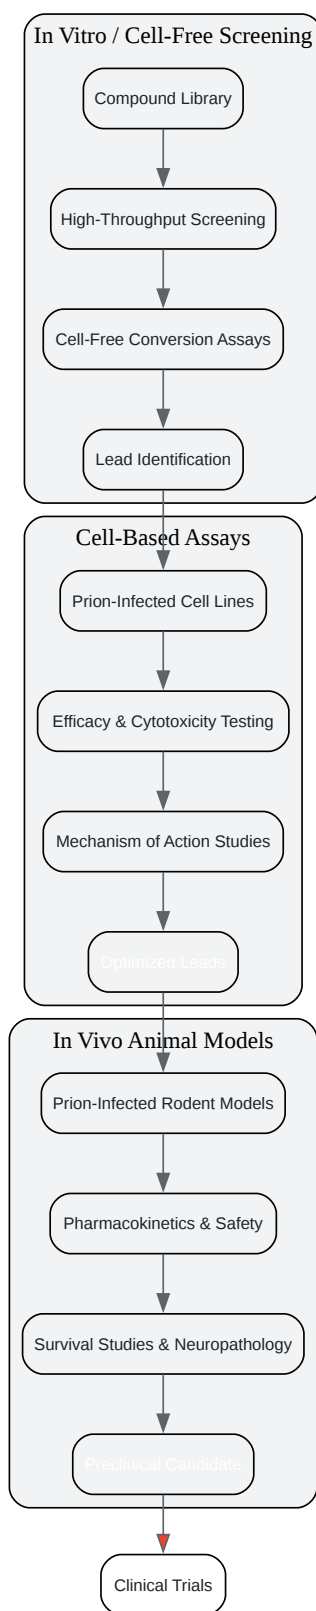 In Vitro / Cell-Free Screening
Compound Library
High-Throughput Screening
Cell-Free Conversion Assays
Lead Identification
Cell-Based Assays
Prion-Infected Cell Lines
Efficacy & Cytotoxicity Testing
Mechanism of Action Studies
Optimized Leads
In Vivo Animal Models
Prion-Infected Rodent Models
Pharmacokinetics & Safety
Survival Studies & Neuropathology
Preclinical Candidate
Clinical Trials